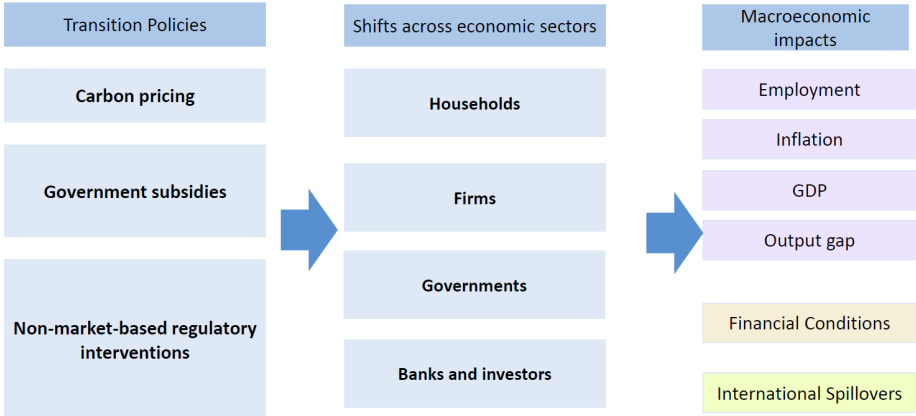 Transition Policies
Carbon pricing
Government subsidies
Non-market-based regulatory
interventions
Shifts across economic sectors
Households
Firms
Governments
Banks and investors
Macroeconomic
impacts
Employment
Inflation
GDP
Output gap
Financial Conditions
International Spillovers